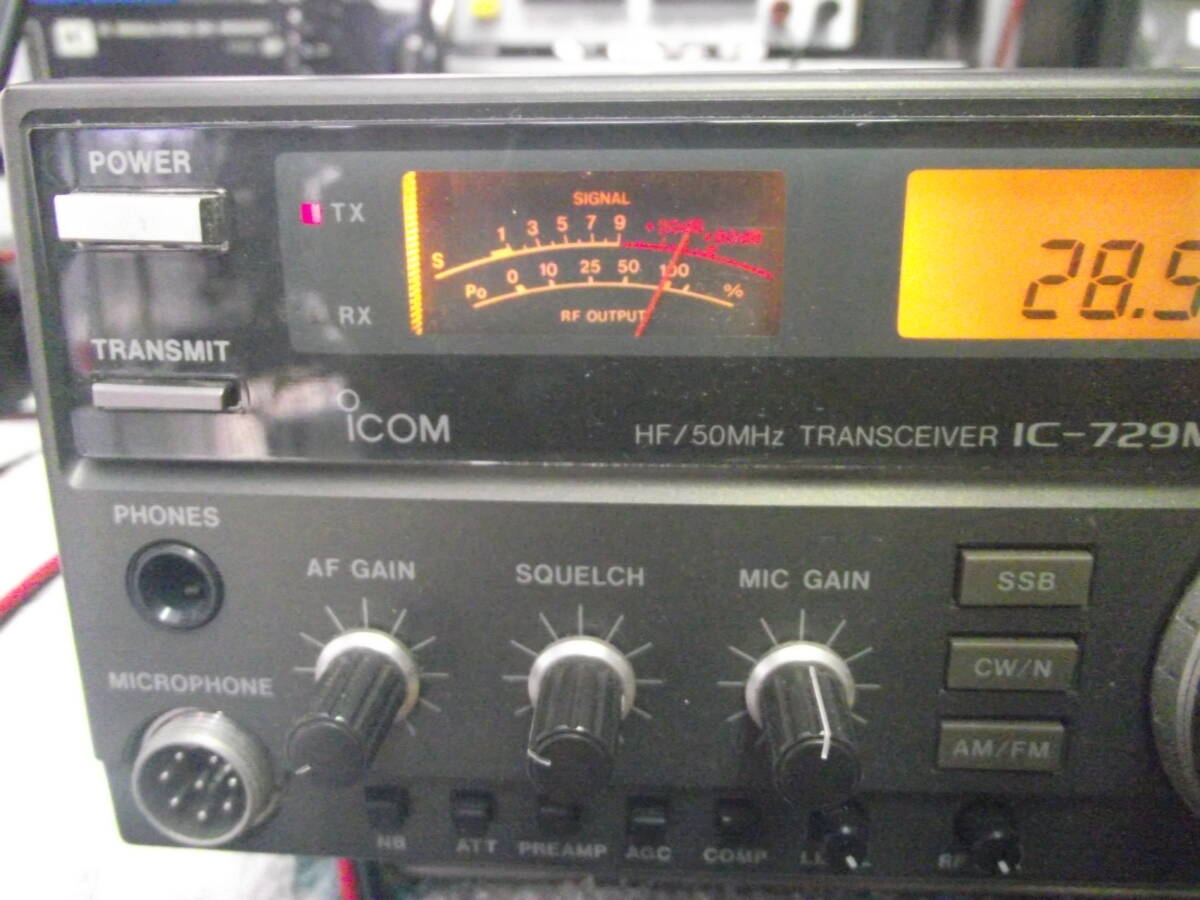 POWER
TX
RX
TRANSMIT
SIGNAL
S 1 3 5 7 9
Po 0 10 25 50 100 %
RF OUTPUT
28.5
ICOM
HF/50MHz TRANSCEIVER IC-729M
PHONES
AF GAIN
SQUELCH
MIC GAIN
SSB
MICROPHONE
CW/N
AM/FM
NB ATT PREAMP AGC COMP RF